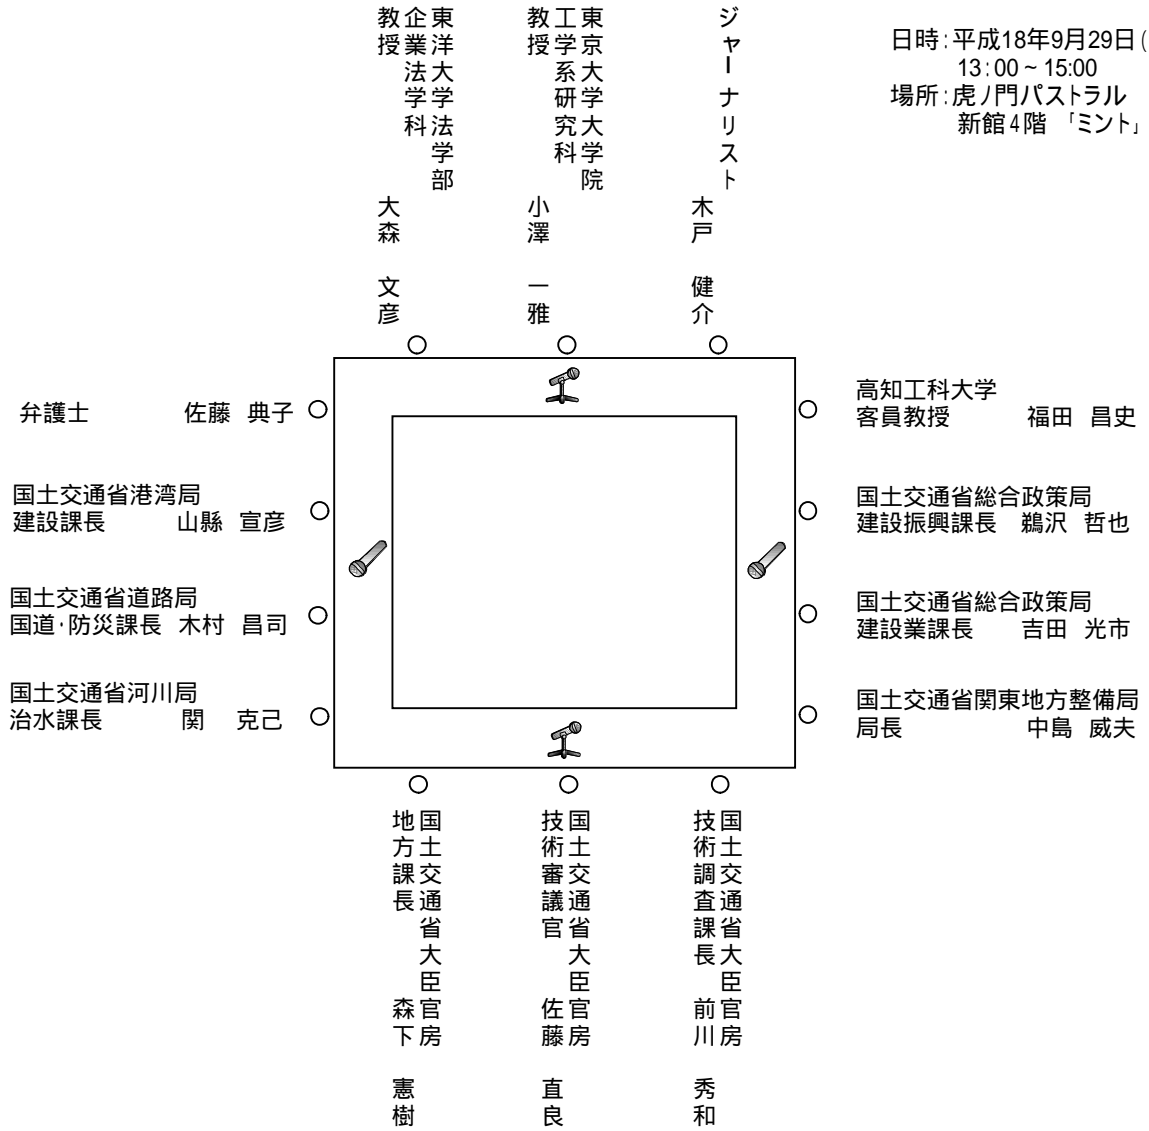 日時:平成18年9月29日(
13:00~15:00
場所:虎ノ門パストラル
新館4階 「ミント」
ジャーナリスト
木戸 健介
東京大学大学院
工学系研究科
教授
小澤 一雅
東洋大学法学部
企業法学科
教授
大森 文彦
弁護士 佐藤 典子
国土交通省港湾局
建設課長 山縣 宣彦
国土交通省道路局
国道・防災課長 木村 昌司
国土交通省河川局
治水課長 関 克己
高知工科大学
客員教授 福田 昌史
国土交通省総合政策局
建設振興課長 鵜沢 哲也
国土交通省総合政策局
建設業課長 吉田 光市
国土交通省関東地方整備局
局長 中島 威夫
国土交通省大臣官房
技術調査課長 前川 秀和
国土交通省大臣官房
技術審議官 佐藤 直良
国土交通省大臣官房
地方課長 森下 憲樹